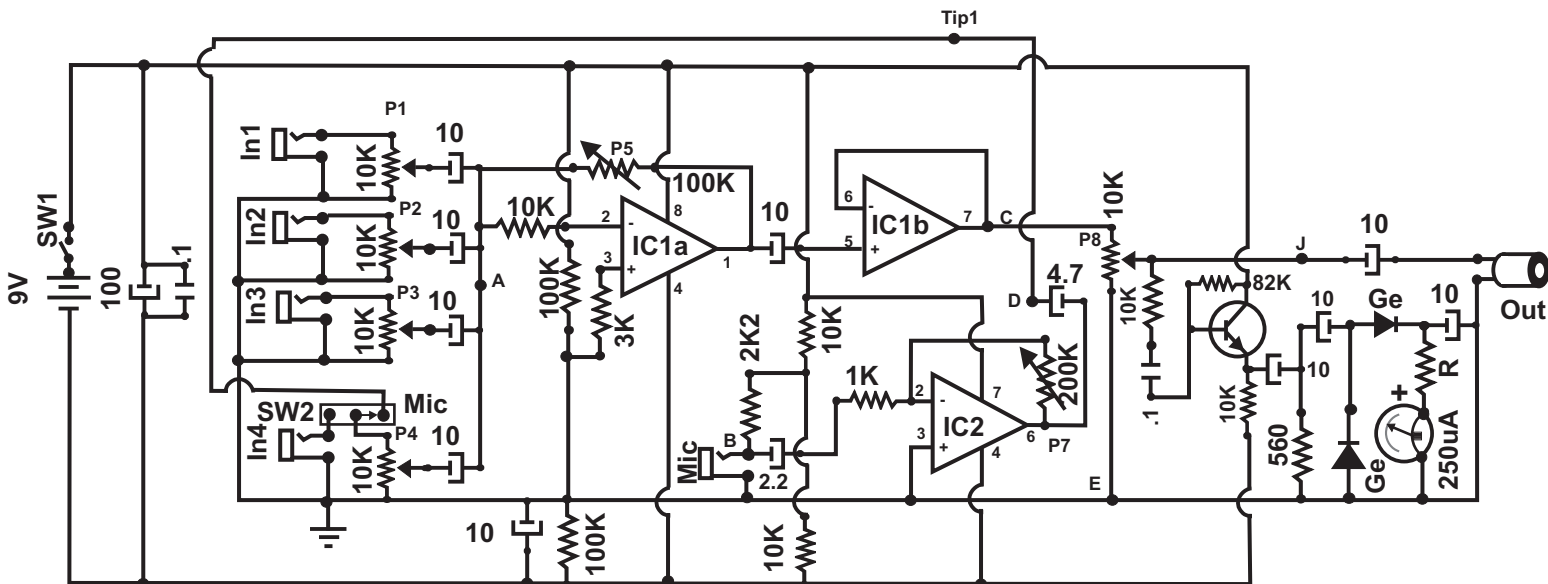 Tip1
SW1
9V
100
.1
In1
P1
10K
10
In2
P2
10K
10
In3
P3
10K
10
In4
SW2
Mic
P4
10K
10
A
10K
P5
100K
2
3
-
+
8
IC1a
1
4
100K
3K
10
100K
10
6
-
IC1b
7
5
+
C
10K
P8
D
4.7
2K2
10K
1K
2
-
3
+
7
IC2
6
4
200K
P7
B
Mic
2.2
10K
E
J
10
Out
10K
.1
82K
10K
10
10
560
Ge
Ge
10
R
+
250uA